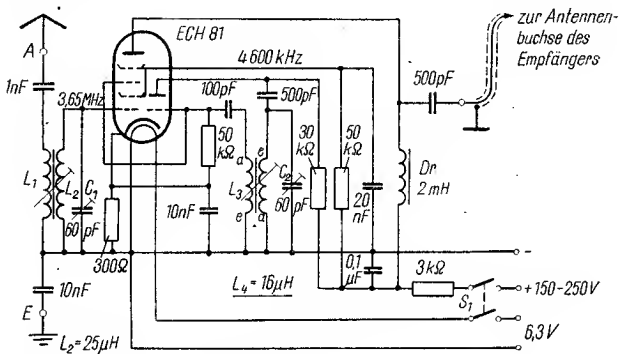 ECH 81
zur Antennen-
buchse des
Empfängers
A
4 600 kHz
1nF
3,65MHz
100pF
500pF
500pF
50
kΩ
30
kΩ
50
kΩ
L1
L2
C1
60
pF
10nF
a
L3
e
e
a
C2
60
pF
20
nF
Dr
2 mH
300Ω
10nF
E
L2=25μH
L4 = 16μH
0,1
μF
3kΩ
S1
-
+150-250V
6,3V